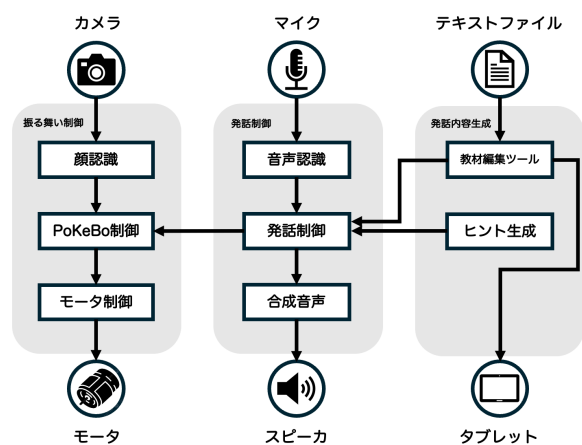 カメラ
マイク
テキストファイル
振る舞い制御
発話制御
発話内容生成
顔認識
音声認識
教材編集ツール
PoKeBo制御
発話制御
ヒント生成
モータ制御
合成音声
モータ
スピーカ
タブレット